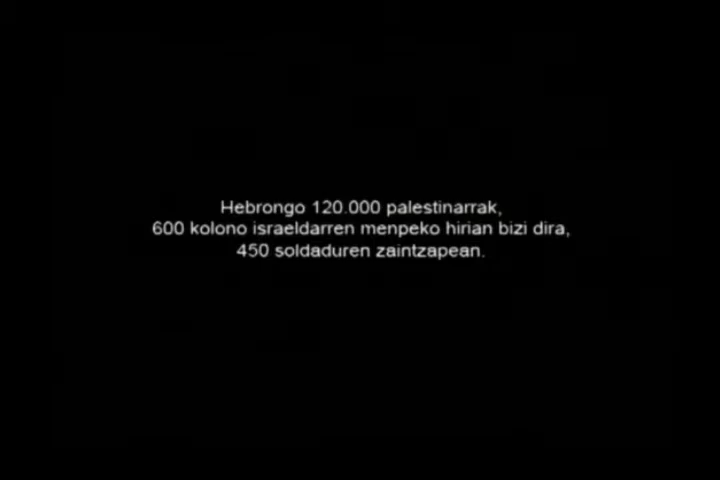 Hebrongo 120.000 palestinarrak,
600 kolono israeldarren menpeko hirian bizi dira,
450 soldaduren zaintzapean.